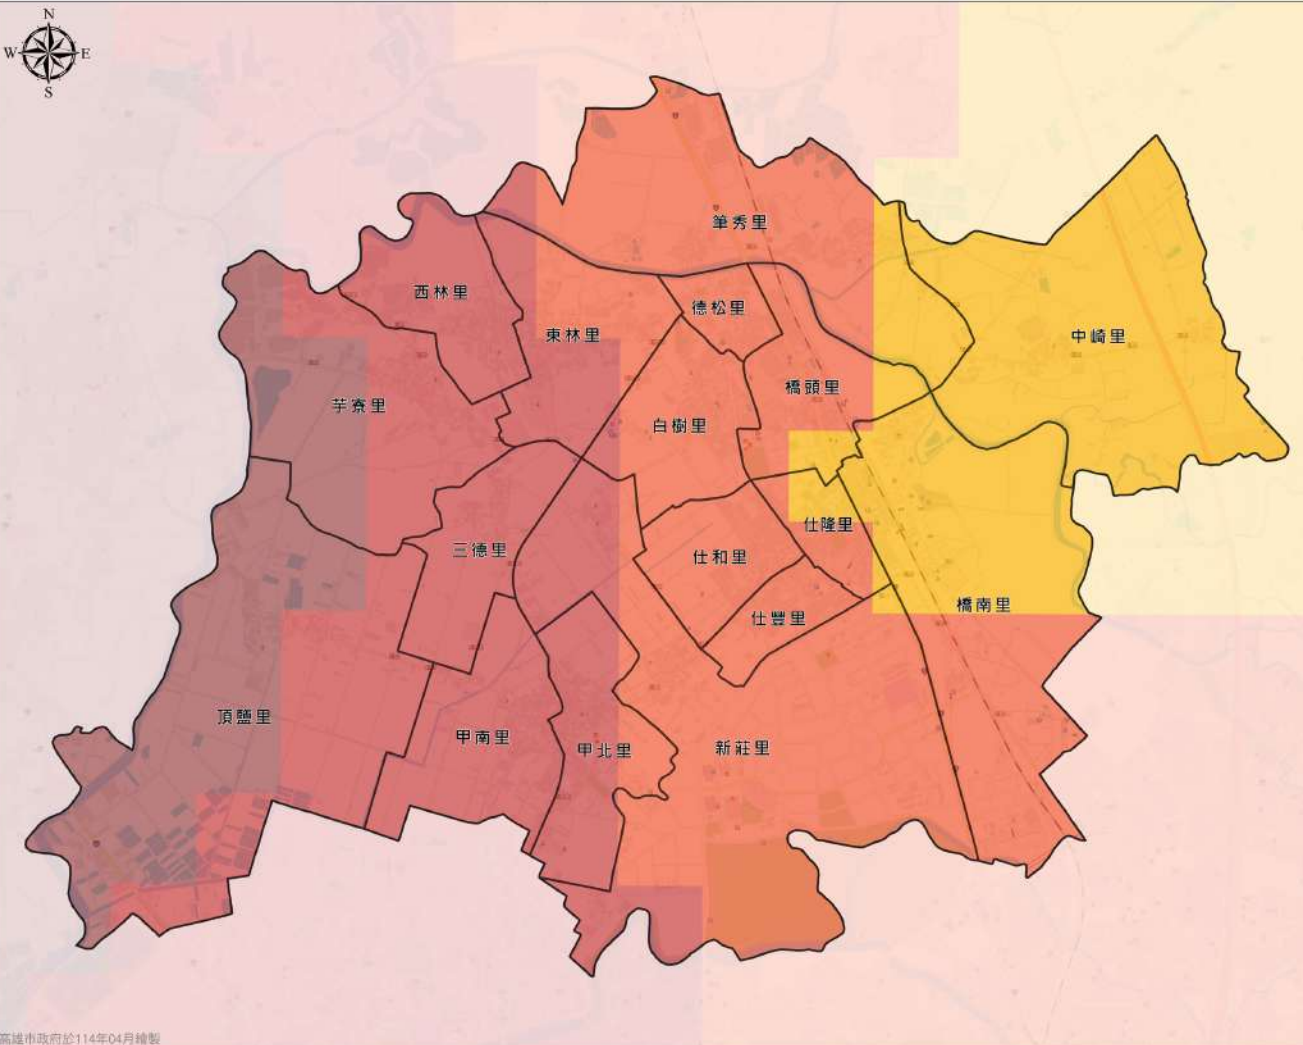 N
W E
S
筆秀里
西林里
德松里
東林里
中崎里
橋頭里
芋寮里
白樹里
仕隆里
三德里
仕和里
橋南里
仕豐里
頂鹽里
甲南里
甲北里
新莊里
高雄市政府於114年04月繪製